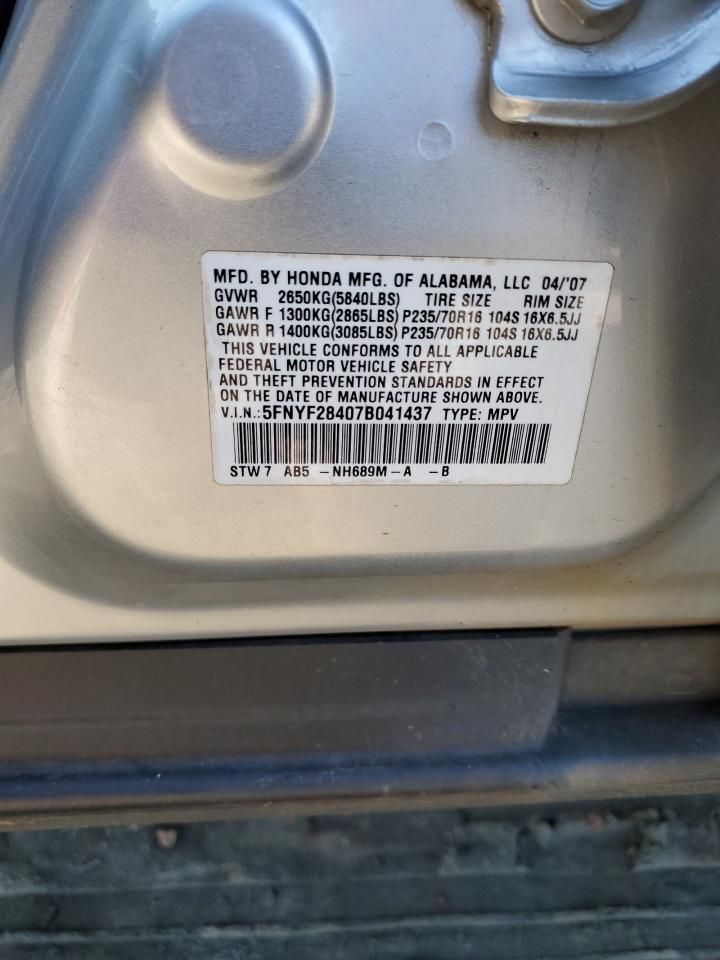 MFD. BY HONDA MFG. OF ALABAMA, LLC 04/'07
GVWR 2650KG(5840LBS) TIRE SIZE RIM SIZE
GAWR F 1300KG(2865LBS) P235/70R16 104S 16X6.5JJ
GAWR R 1400KG(3085LBS) P235/70R16 104S 16X6.5JJ
THIS VEHICLE CONFORMS TO ALL APPLICABLE
FEDERAL MOTOR VEHICLE SAFETY
AND THEFT PREVENTION STANDARDS IN EFFECT
ON THE DATE OF MANUFACTURE SHOWN ABOVE.
V.I.N.: 5FNYF28407B041437 TYPE: MPV
STW7 AB5 -NH689M-A -B